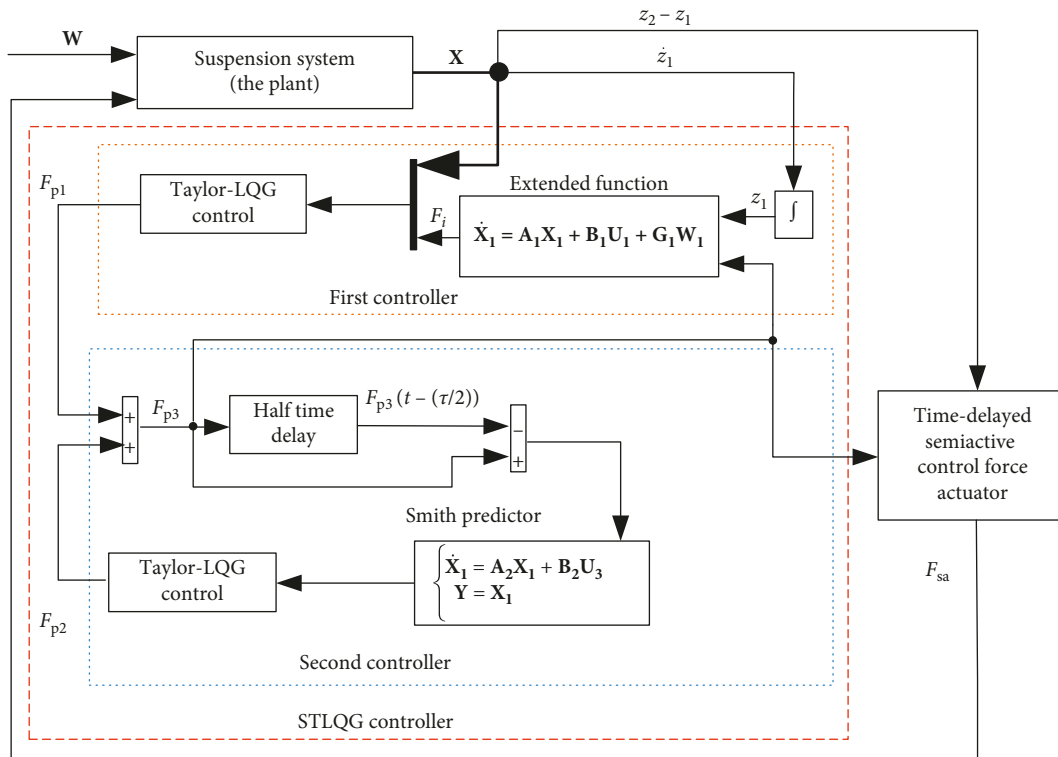 z₂ – z₁
W
Suspension system
(the plant)
X
ż₁
Fₚ₁
Taylor-LQG
control
Extended function
Fᵢ
Ẋ₁ = A₁X₁ + B₁U₁ + G₁W₁
z₁
∫
First controller
+
+
Fₚ₃
Half time
delay
Fₚ₃ (t – (τ/2))
–
+
Time-delayed
semiactive
control force
actuator
Smith predictor
Taylor-LQG
control
Ẋ₁ = A₂X₁ + B₂U₃
Y = X₁
Fₛₐ
Fₚ₂
Second controller
STLQG controller